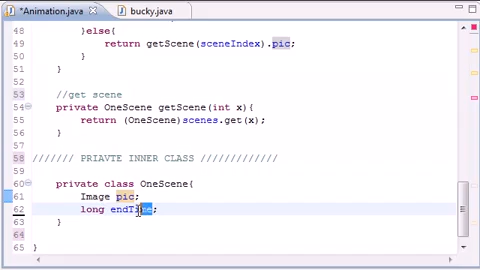 *Animation.java bucky.java
48 }else{
49 return getScene(sceneIndex).pic;
50 }
51 }
52
53 //get scene
54 private OneScene getScene(int x){
55 return (OneScene)scenes.get(x);
56 }
57
58 /////// PRIAVTE INNER CLASS /////////////
59
60 private class OneScene{
61 Image pic;
62 long endTime;
63 }
64
65 }